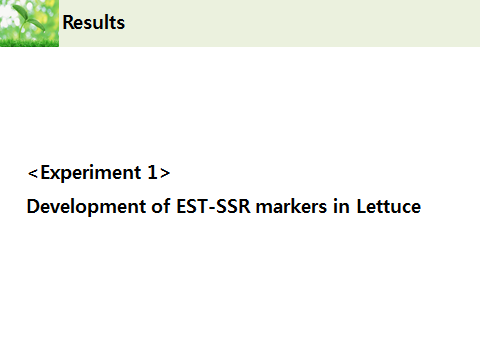 Results
<Experiment 1>
Development of EST-SSR markers in Lettuce